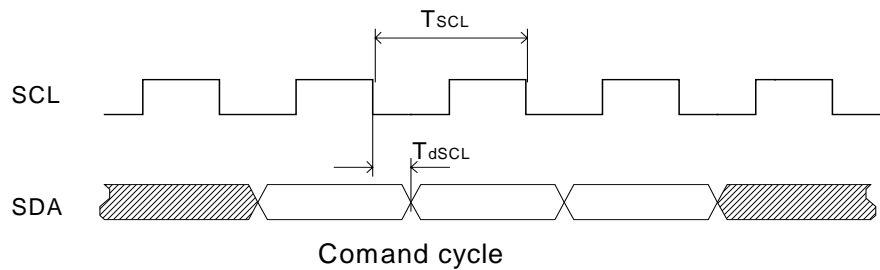 TSCL
SCL
TdSCL
SDA
Comand cycle